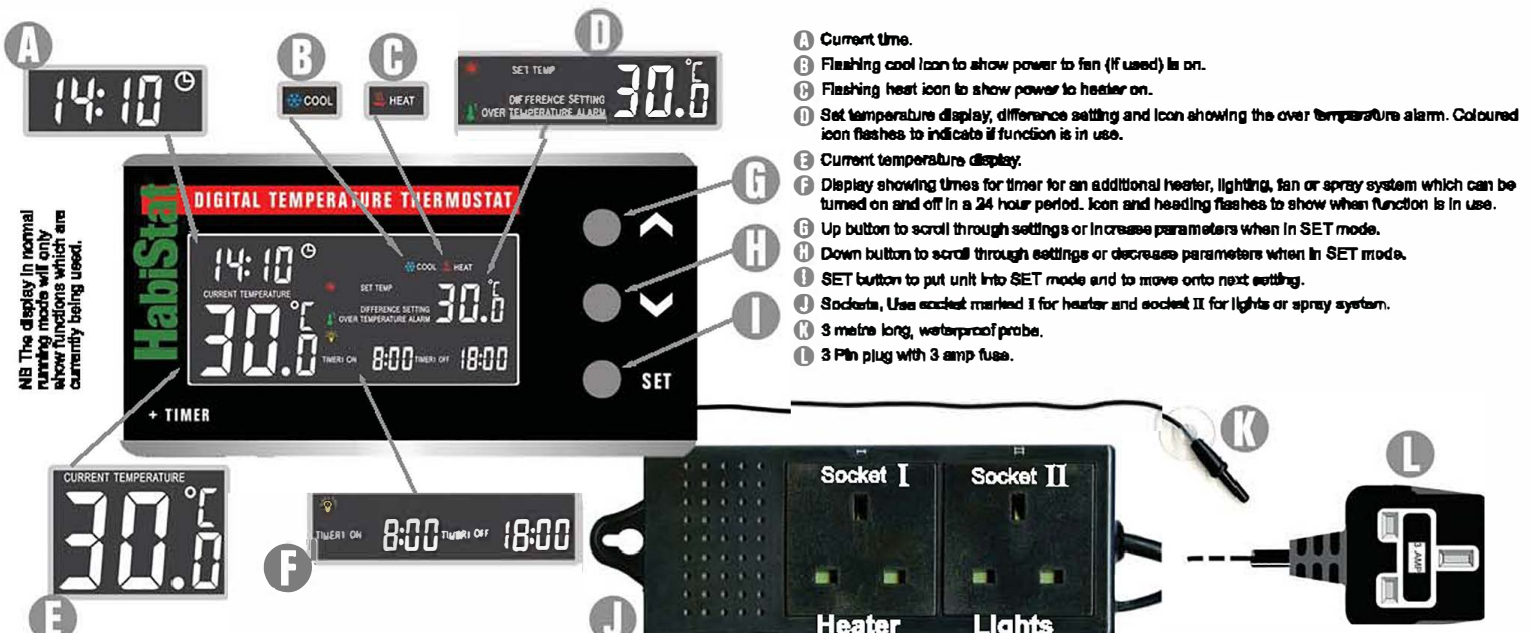 A
14:10
B
COOL
C
HEAT
D
SET TEMP
DIFFERENCE SETTING
OVER TEMPERATURE ALARM
30.0
°C
A Current time.
B Flashing cool icon to show power to fan (if used) is on.
C Flashing heat icon to show power to heater on.
D Set temperature display, difference setting and icon showing the over temperature alarm. Coloured
icon flashes to indicate if function is in use.
E Current temperature display.
F Display showing times for timer for an additional heater, lighting, fan or spray system which can be
turned on and off in a 24 hour period. Icon and heading flashes to show when function is in use.
G Up button to scroll through settings or increase parameters when in SET mode.
H Down button to scroll through settings or decrease parameters when in SET mode.
I SET button to put unit into SET mode and to move onto next setting.
J Sockets, Use socket marked I for heater and socket II for lights or spray system.
K 3 metre long, waterproof probe.
L 3 Pin plug with 3 amp fuse.
NB The display in normal
running mode will only
show functions which are
currently being used.
HabiStat
DIGITAL TEMPERATURE THERMOSTAT
14:10
COOL HEAT
CURRENT TEMPERATURE
30.0
°C
SET TEMP
DIFFERENCE SETTING
OVER TEMPERATURE ALARM
30.0
°C
TIMER1 ON 8:00 TIMER1 OFF 18:00
SET
+ TIMER
G
H
I
CURRENT TEMPERATURE
30.0
°C
E
TIMER1 ON 8:00 TIMER1 OFF 18:00
F
J
I
Socket I
Heater
II
Socket II
Lights
K
L
3 AMP